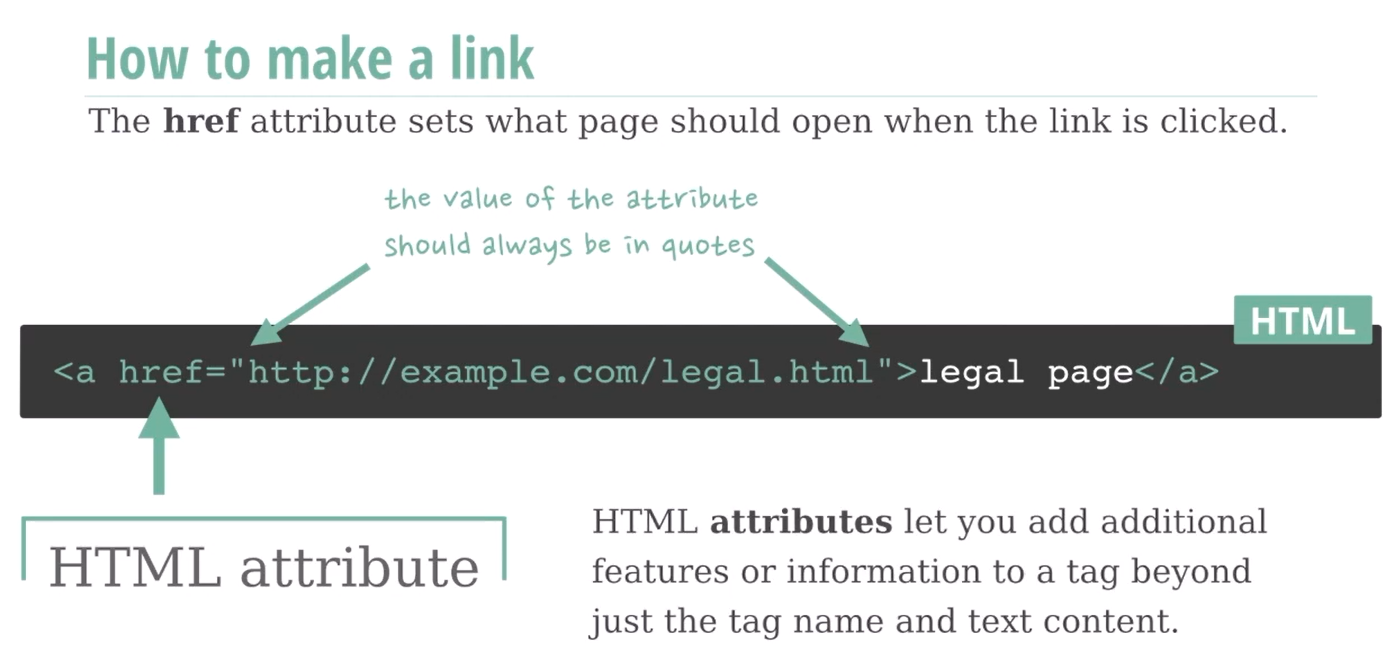 How to make a link
The href attribute sets what page should open when the link is clicked.
the value of the attribute
should always be in quotes
HTML
<a href="http://example.com/legal.html">legal page</a>
HTML attribute
HTML attributes let you add additional
features or information to a tag beyond
just the tag name and text content.